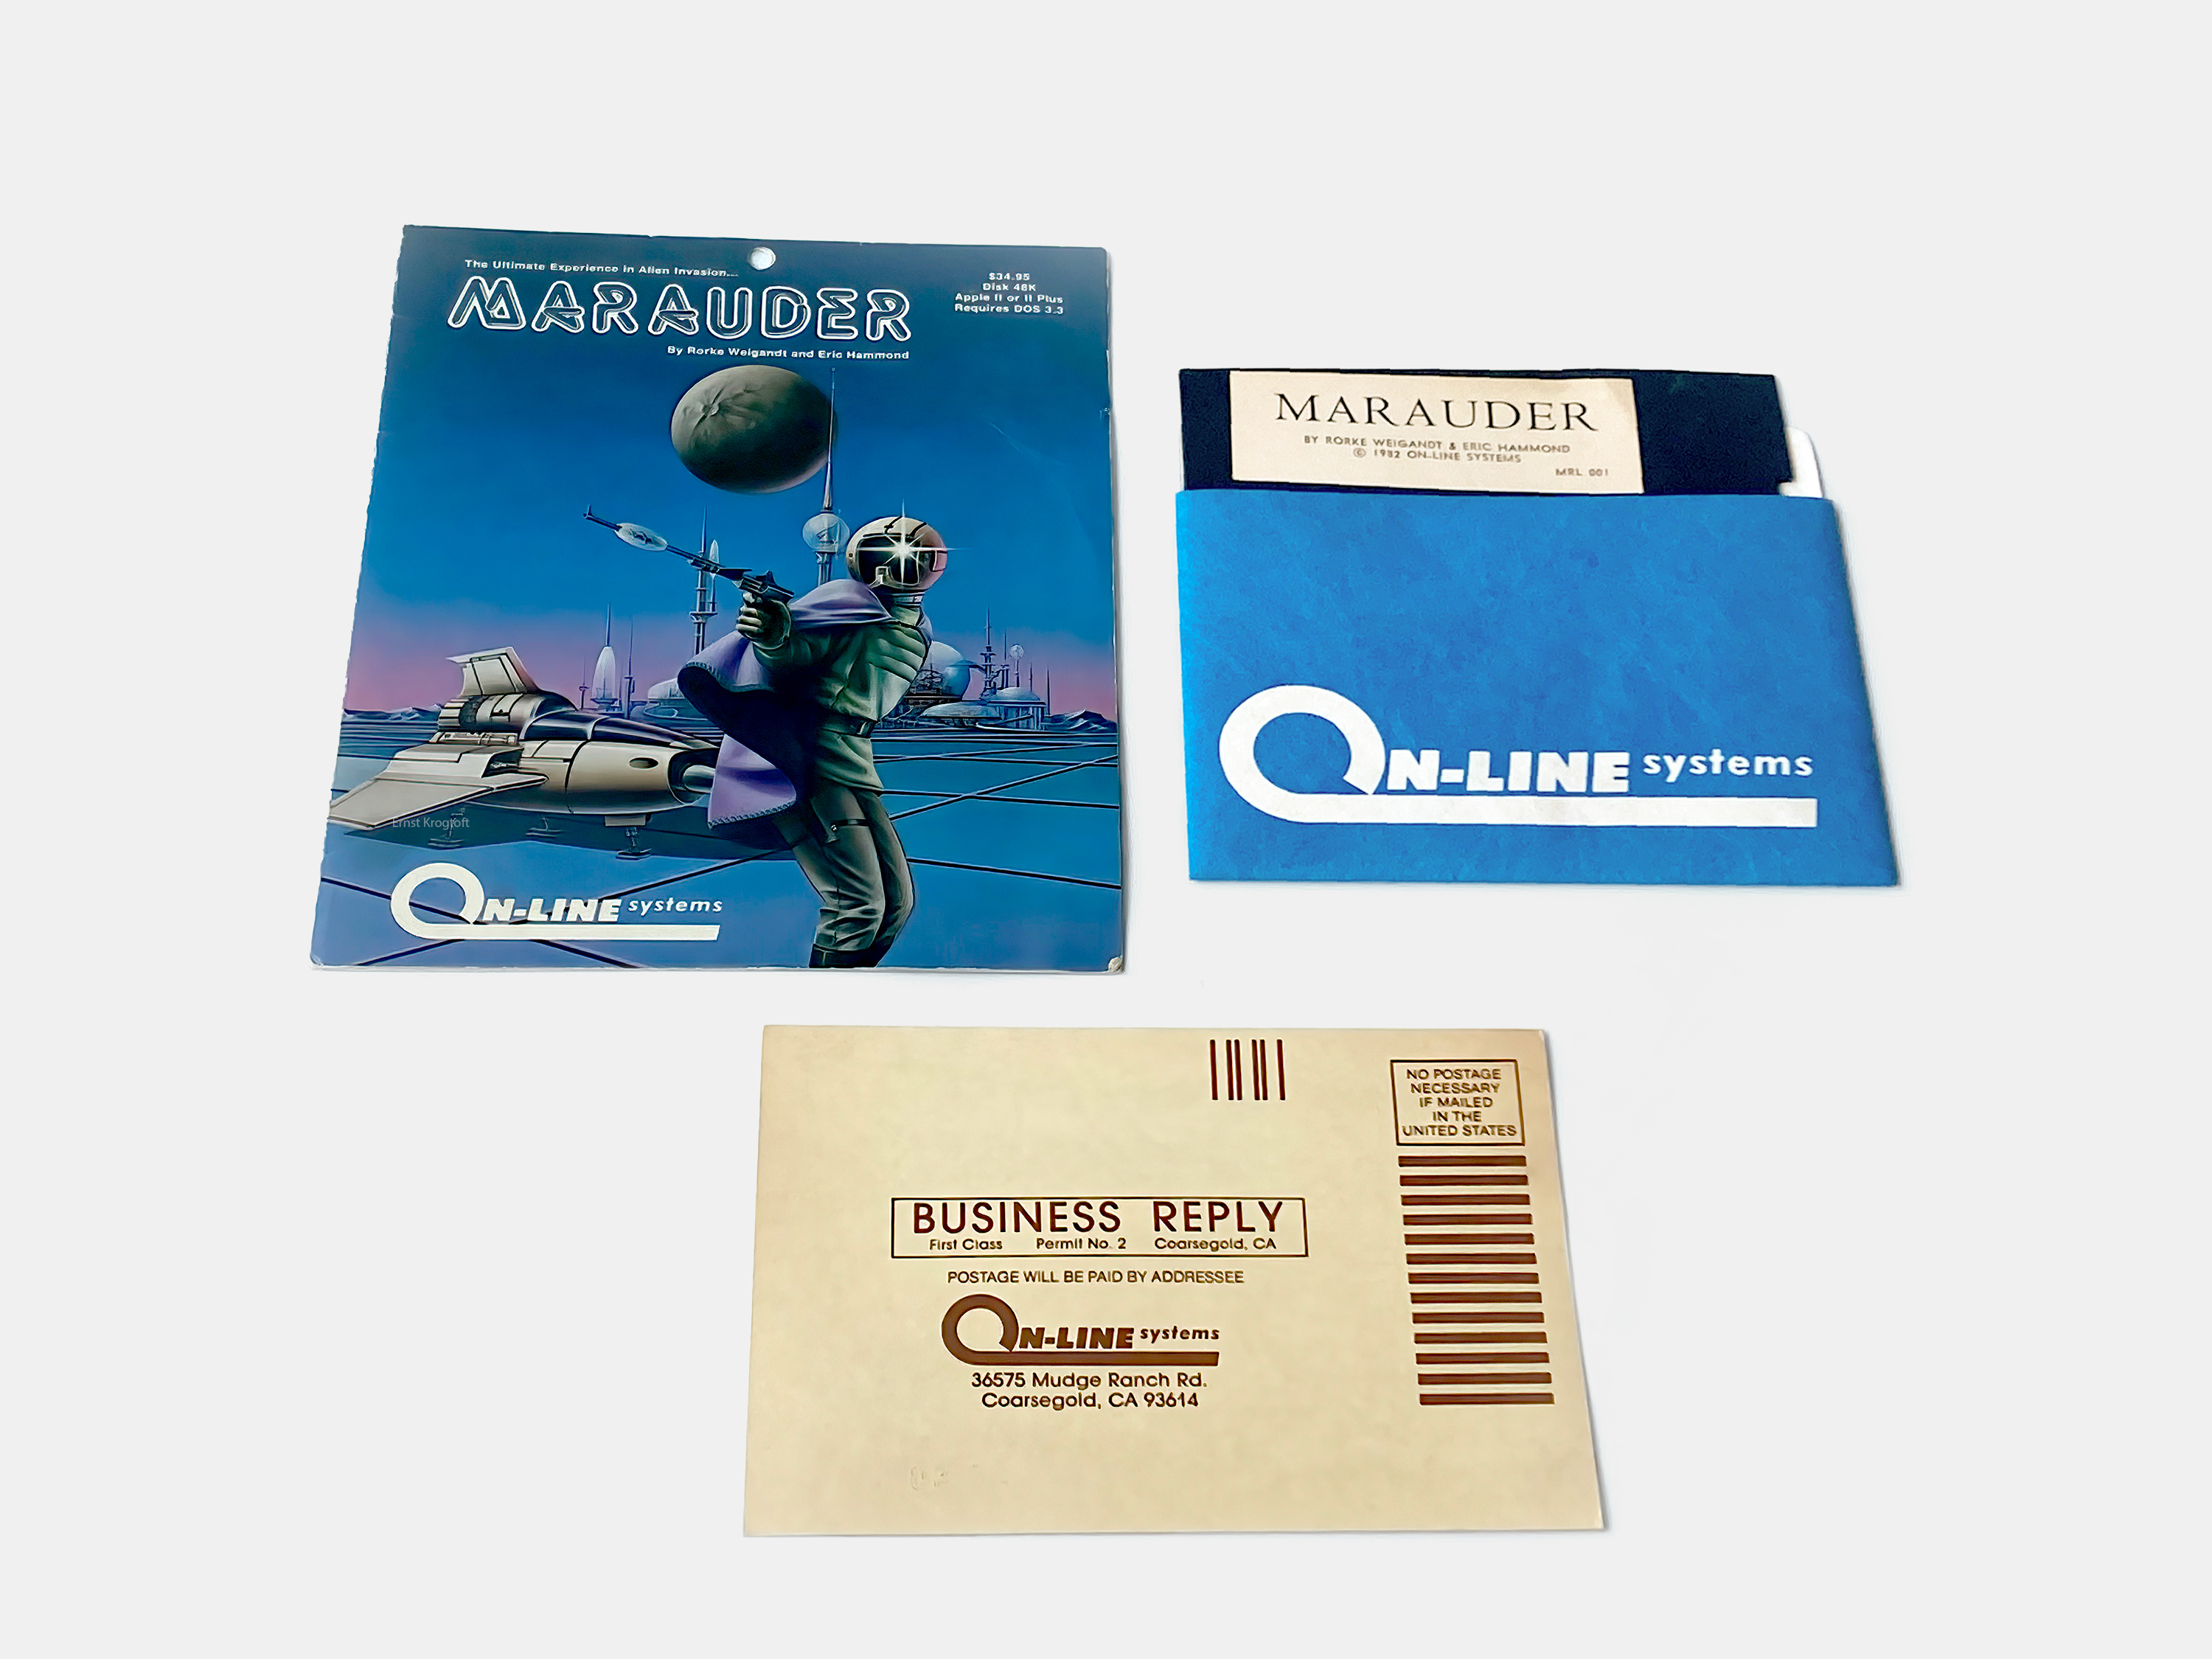 The Ultimate Experience in Alien Invasion....
MARAUDER
By Rorke Weigandt and Eric Hammond
$34.95
Disk 48K
Apple II or II Plus
Requires DOS 3.3
Ernst Krogtoft
ON-LINE systems
MARAUDER
BY RORKE WEIGANDT & ERIC HAMMOND
© 1982 ON-LINE SYSTEMS
MRL 001
ON-LINE systems
NO POSTAGE
NECESSARY
IF MAILED
IN THE
UNITED STATES
BUSINESS REPLY
First Class Permit No. 2 Coarsegold, CA
POSTAGE WILL BE PAID BY ADDRESSEE
ON-LINE systems
36575 Mudge Ranch Rd.
Coarsegold, CA 93614